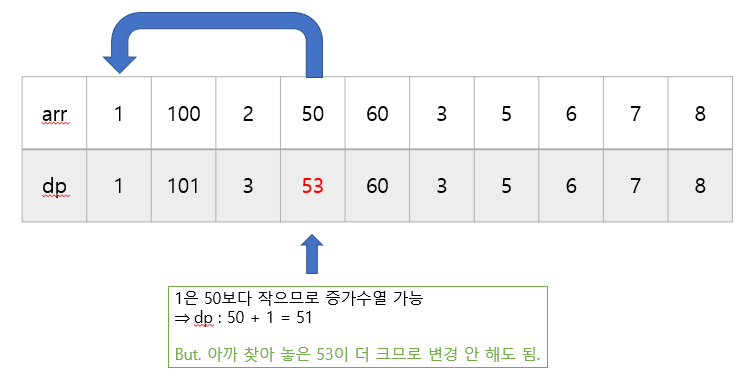 arr 1 100 2 50 60 3 5 6 7 8
dp 1 101 3 53 60 3 5 6 7 8
1은 50보다 작으므로 증가수열 가능
⇒ dp : 50 + 1 = 51
But. 아까 찾아 놓은 53이 더 크므로 변경 안 해도 됨.